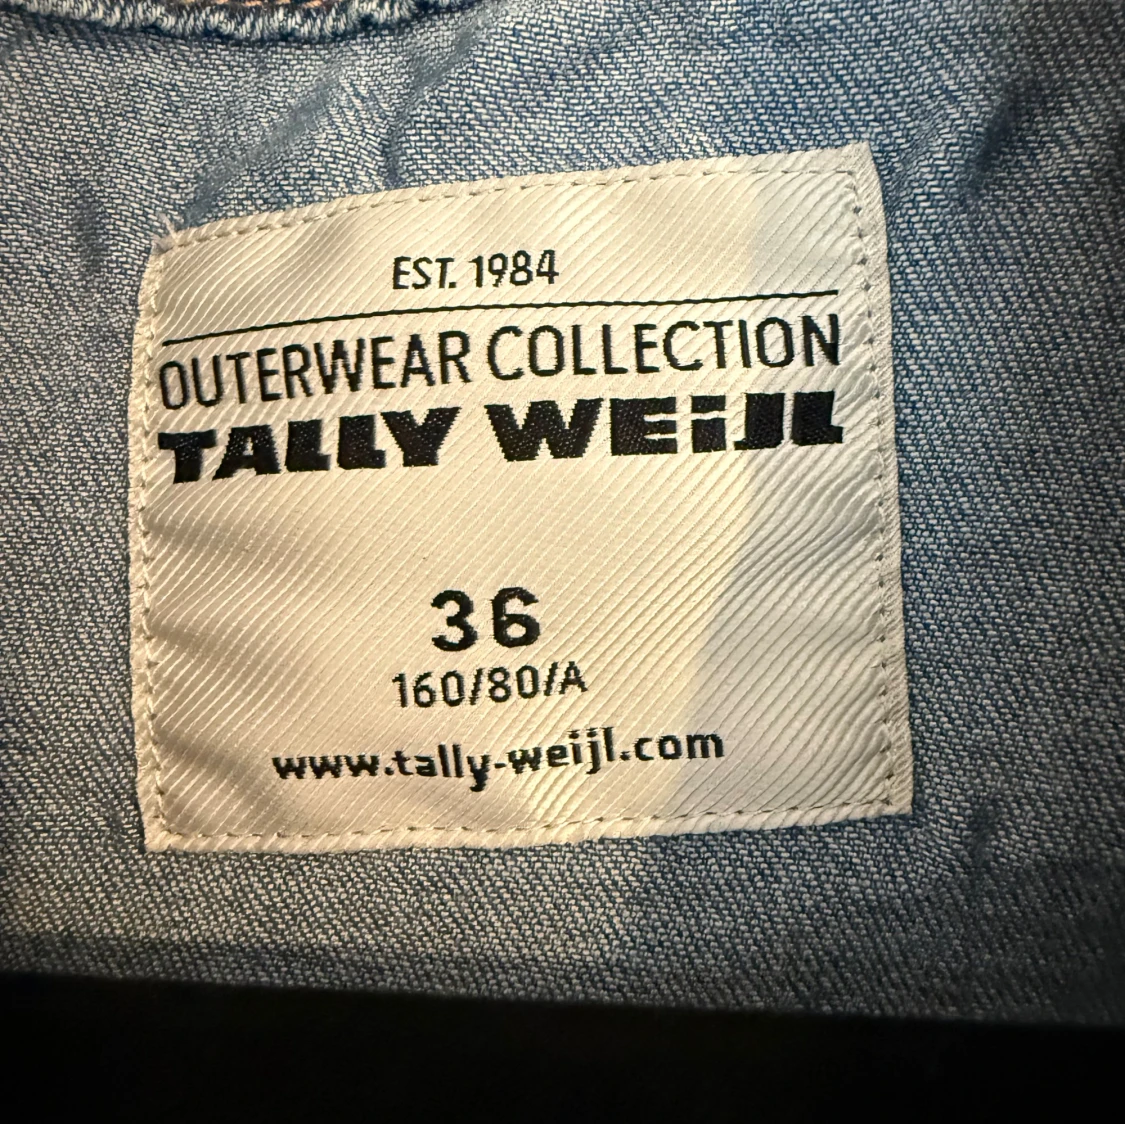 EST. 1984
OUTERWEAR COLLECTION
TALLY WEiJL
36
160/80/A
www.tally-weijl.com